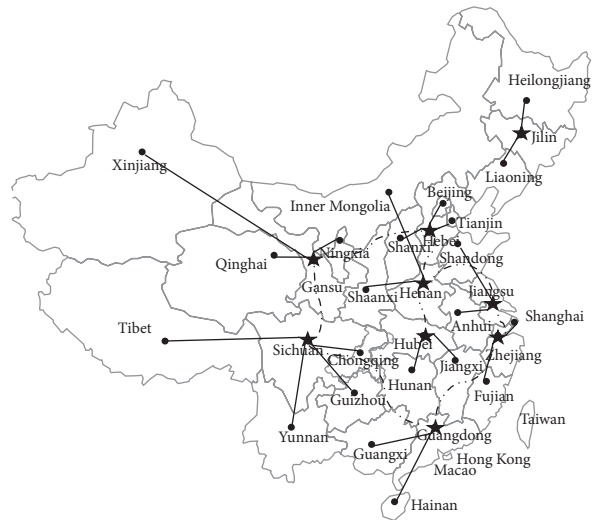 Heilongjiang
Jilin
Xinjiang
Liaoning
Beijing
Inner Mongolia
Tianjin
Shanxi
Hebei
Ningxia
Shandong
Qinghai
Gansu
Shaanxi
Henan
Jiangsu
Shanghai
Tibet
Anhui
Sichuan
Hubei
Zhejiang
Chongqing
Jiangxi
Hunan
Guizhou
Fujian
Taiwan
Yunnan
Guangdong
Guangxi
Hong Kong
Macao
Hainan